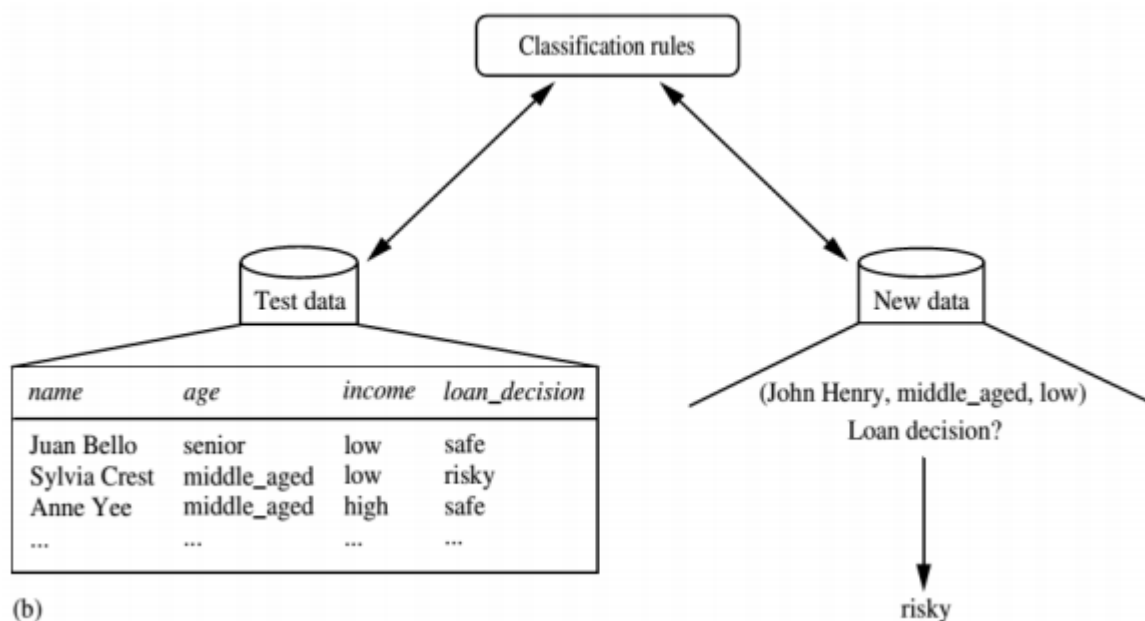 Classification rules
Test data
New data
name age income loan_decision
Juan Bello senior low safe
Sylvia Crest middle_aged low risky
Anne Yee middle_aged high safe
... ... ... ...
(John Henry, middle_aged, low)
Loan decision?
risky
(b)